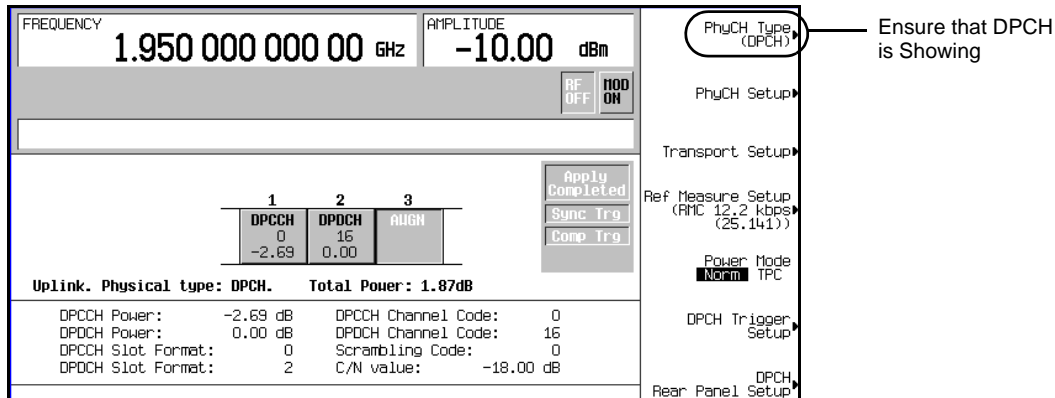 FREQUENCY
1.950 000 000 00 GHz
AMPLITUDE
-10.00 dBm
RF OFF
MOD ON
Apply Completed
Sync Trg
Comp Trg
1 2 3
DPCCH DPDCH AWGN
0 16
-2.69 0.00
Uplink. Physical type: DPCH. Total Power: 1.87dB
DPCCH Power: -2.69 dB DPCCH Channel Code: 0
DPDCH Power: 0.00 dB DPDCH Channel Code: 16
DPCCH Slot Format: 0 Scrambling Code: 0
DPDCH Slot Format: 2 C/N value: -18.00 dB
PhyCH Type
(DPCH)
PhyCH Setup
Transport Setup
Ref Measure Setup
(RMC 12.2 kbps
(25.141))
Power Mode
Norm TPC
DPCH Trigger
Setup
DPCH
Rear Panel Setup
Ensure that DPCH
is Showing